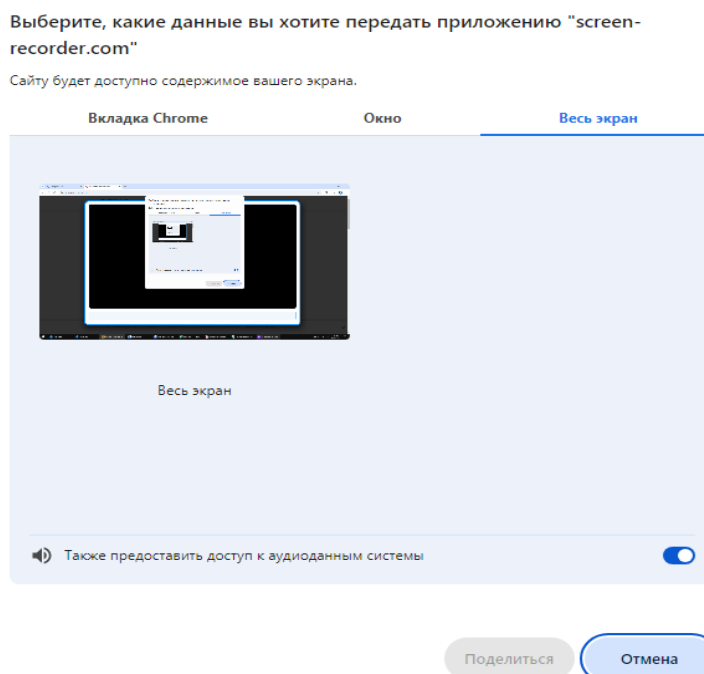 Выберите, какие данные вы хотите передать приложению "screen-
recorder.com"
Сайту будет доступно содержимое вашего экрана.
Вкладка Chrome Окно Весь экран
Весь экран
Также предоставить доступ к аудиоданным системы
Поделиться Отмена